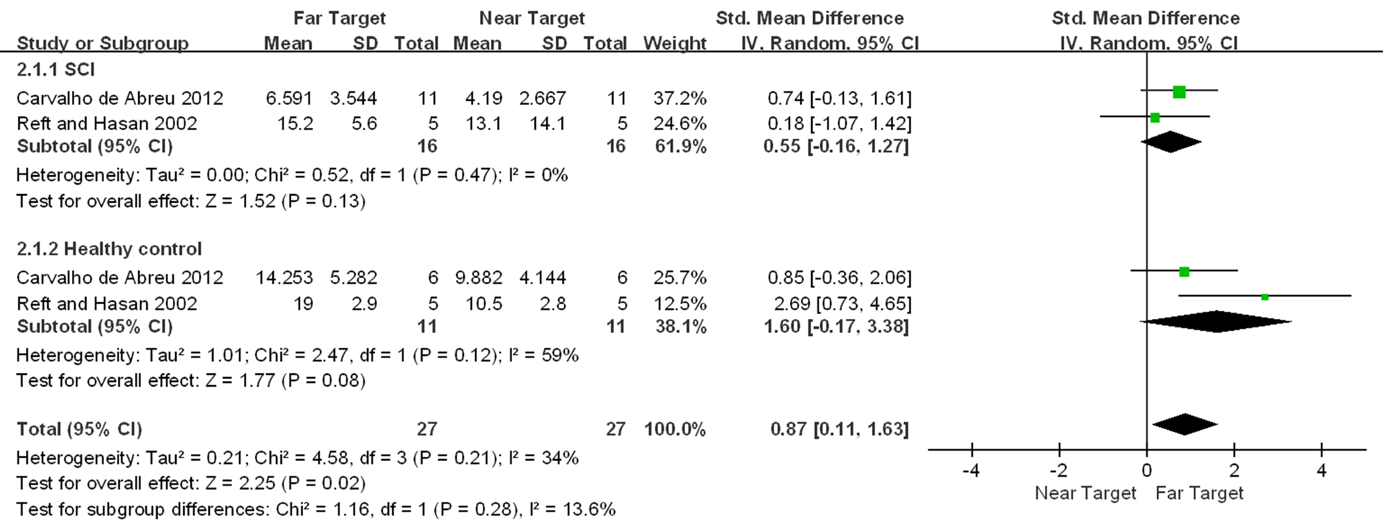 Far Target Near Target Std. Mean Difference Std. Mean Difference
Study or Subgroup Mean SD Total Mean SD Total Weight IV, Random, 95% CI IV, Random, 95% CI
2.1.1 SCI
Carvalho de Abreu 2012 6.591 3.544 11 4.19 2.667 11 37.2% 0.74 [-0.13, 1.61]
Reft and Hasan 2002 15.2 5.6 5 13.1 14.1 5 24.6% 0.18 [-1.07, 1.42]
Subtotal (95% CI) 16 16 61.9% 0.55 [-0.16, 1.27]
Heterogeneity: Tau² = 0.00; Chi² = 0.52, df = 1 (P = 0.47); I² = 0%
Test for overall effect: Z = 1.52 (P = 0.13)
2.1.2 Healthy control
Carvalho de Abreu 2012 14.253 5.282 6 9.882 4.144 6 25.7% 0.85 [-0.36, 2.06]
Reft and Hasan 2002 19 2.9 5 10.5 2.8 5 12.5% 2.69 [0.73, 4.65]
Subtotal (95% CI) 11 11 38.1% 1.60 [-0.17, 3.38]
Heterogeneity: Tau² = 1.01; Chi² = 2.47, df = 1 (P = 0.12); I² = 59%
Test for overall effect: Z = 1.77 (P = 0.08)
Total (95% CI) 27 27 100.0% 0.87 [0.11, 1.63]
Heterogeneity: Tau² = 0.21; Chi² = 4.58, df = 3 (P = 0.21); I² = 34%
Test for overall effect: Z = 2.25 (P = 0.02)
Test for subgroup differences: Chi² = 1.16, df = 1 (P = 0.28), I² = 13.6%
-4 -2 0 2 4
Near Target Far Target